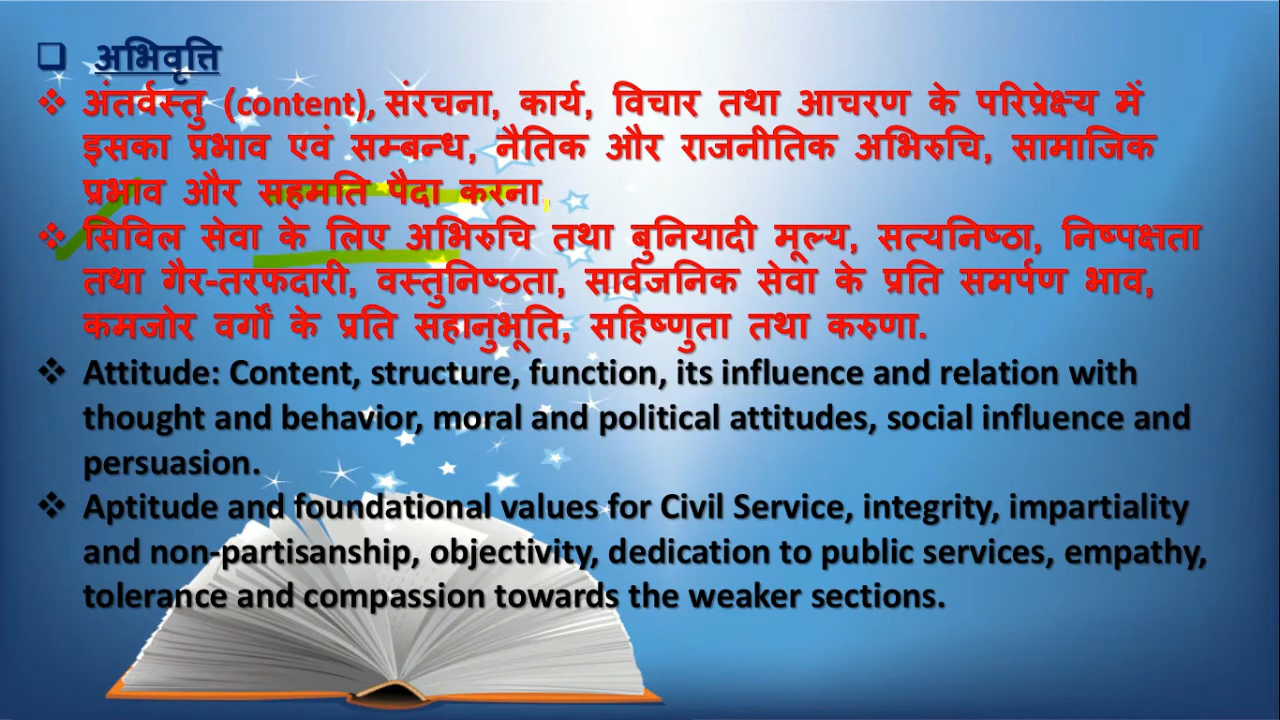 अभिवृत्ति
अंतर्वस्तु (content), संरचना, कार्य, विचार तथा आचरण के परिप्रेक्ष्य में
इसका प्रभाव एवं सम्बन्ध, नैतिक और राजनीतिक अभिरुचि, सामाजिक
प्रभाव और सहमति पैदा करना,
सिविल सेवा के लिए अभिरुचि तथा बुनियादी मूल्य, सत्यनिष्ठा, निष्पक्षता
तथा गैर-तरफदारी, वस्तुनिष्ठता, सार्वजनिक सेवा के प्रति समर्पण भाव,
कमजोर वर्गों के प्रति सहानुभूति, सहिष्णुता तथा करुणा.
Attitude: Content, structure, function, its influence and relation with
thought and behavior, moral and political attitudes, social influence and
persuasion.
Aptitude and foundational values for Civil Service, integrity, impartiality
and non-partisanship, objectivity, dedication to public services, empathy,
tolerance and compassion towards the weaker sections.